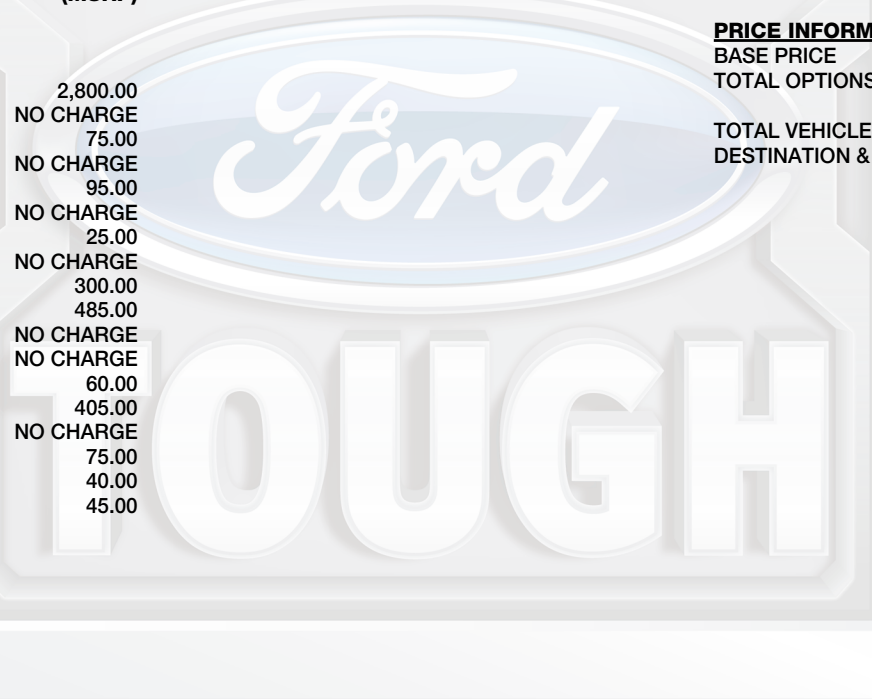 PRICE INFORM
BASE PRICE
TOTAL OPTIONS
TOTAL VEHICLE
DESTINATION &
2,800.00
NO CHARGE
75.00
NO CHARGE
95.00
NO CHARGE
25.00
NO CHARGE
300.00
485.00
NO CHARGE
NO CHARGE
60.00
405.00
NO CHARGE
75.00
40.00
45.00
Ford
TOUGH